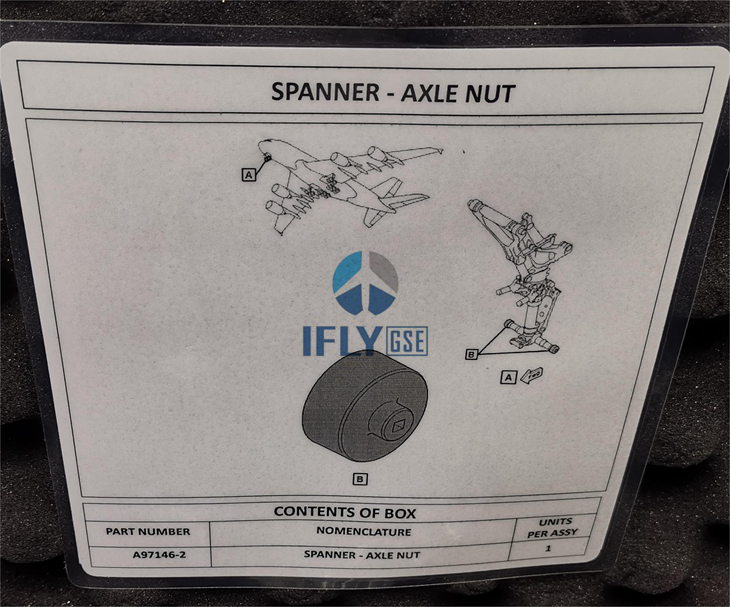 SPANNER - AXLE NUT
A
IFLY GSE
B
A FWD
B
CONTENTS OF BOX
PART NUMBER NOMENCLATURE UNITS PER ASSY
A97146-2 SPANNER - AXLE NUT 1